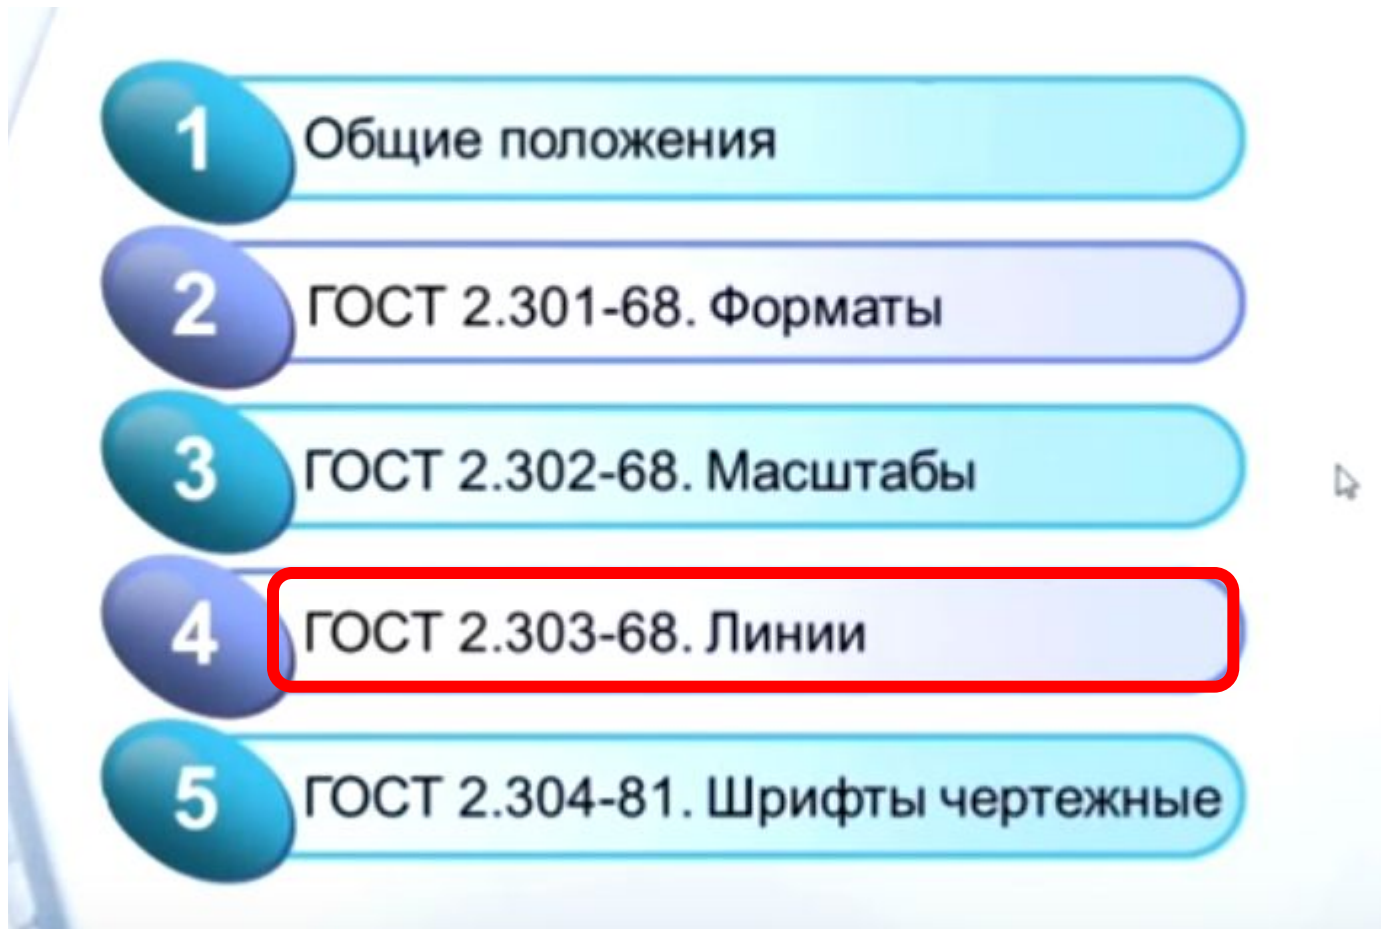 1 Общие положения
2 ГОСТ 2.301-68. Форматы
3 ГОСТ 2.302-68. Масштабы
4 ГОСТ 2.303-68. Линии
5 ГОСТ 2.304-81. Шрифты чертежные